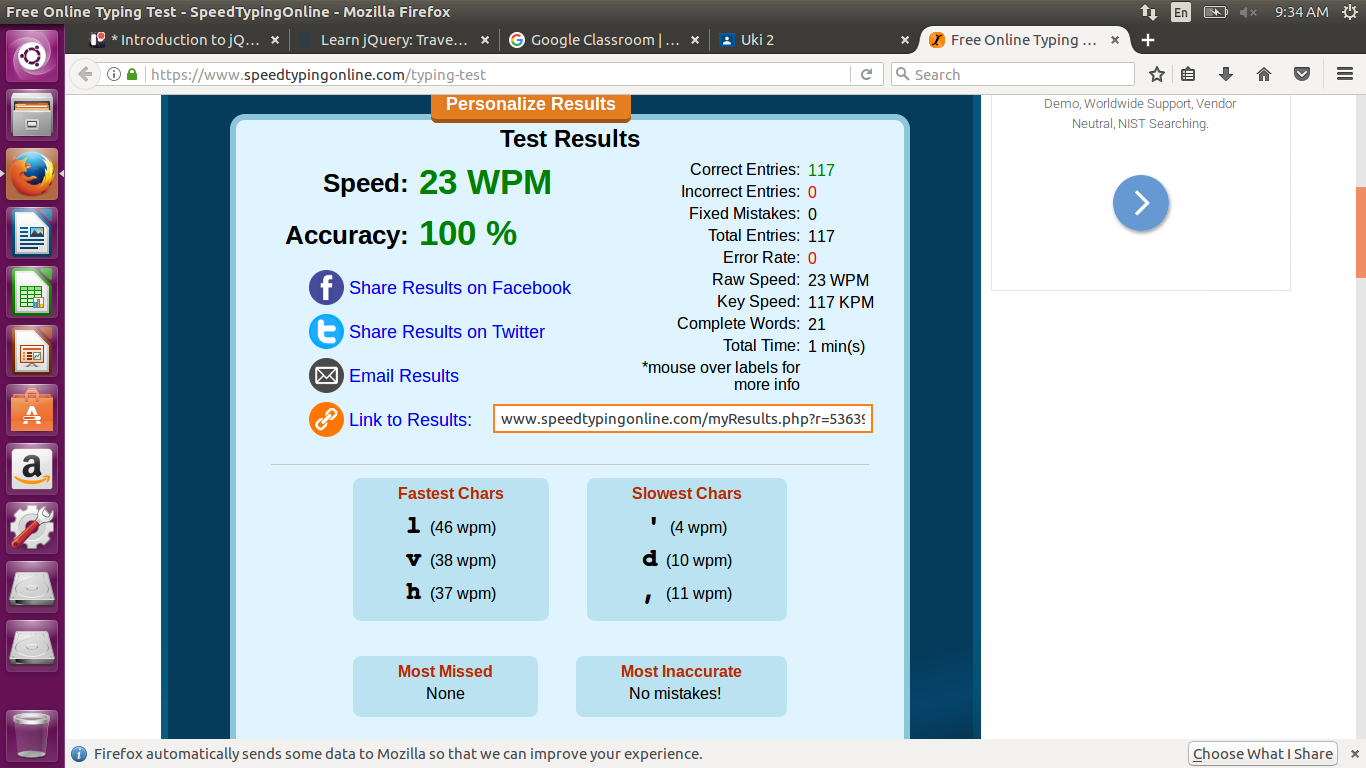 Free Online Typing Test - SpeedTypingOnline - Mozilla Firefox
En
9:34 AM
* Introduction to jQ...
Learn jQuery: Trave...
Google Classroom | ...
Uki 2
Free Online Typing ...
https://www.speedtypingonline.com/typing-test
Search
Personalize Results
Test Results
Speed: 23 WPM
Accuracy: 100 %
Share Results on Facebook
Share Results on Twitter
Email Results
Link to Results: www.speedtypingonline.com/myResults.php?r=5363
Correct Entries: 117
Incorrect Entries: 0
Fixed Mistakes: 0
Total Entries: 117
Error Rate: 0
Raw Speed: 23 WPM
Key Speed: 117 KPM
Complete Words: 21
Total Time: 1 min(s)
*mouse over labels for
more info
Fastest Chars
l (46 wpm)
v (38 wpm)
h (37 wpm)
Slowest Chars
' (4 wpm)
d (10 wpm)
, (11 wpm)
Most Missed
None
Most Inaccurate
No mistakes!
Demo, Worldwide Support, Vendor
Neutral, NIST Searching.
Firefox automatically sends some data to Mozilla so that we can improve your experience.
Choose What I Share